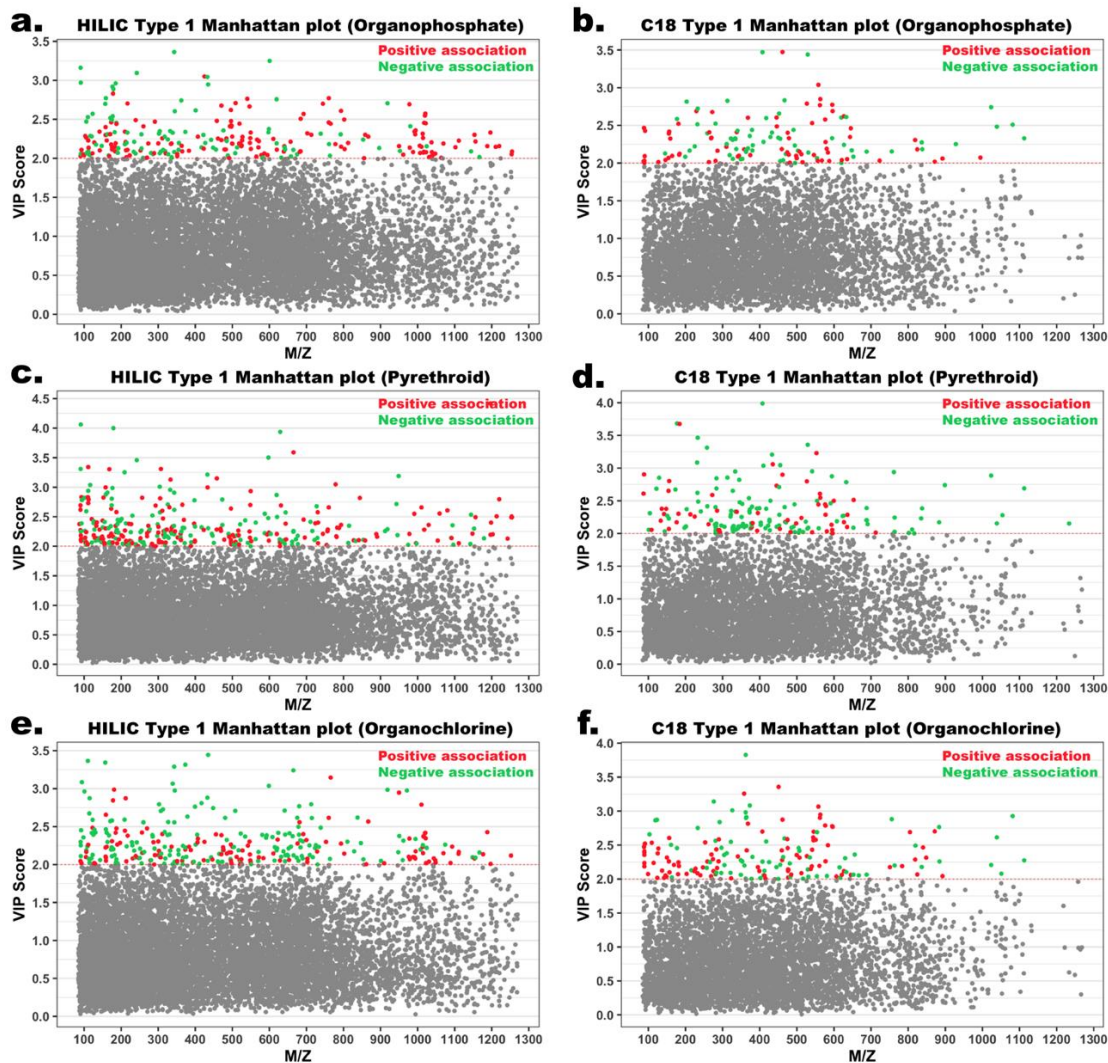 a.
HILIC Type 1 Manhattan plot (Organophosphate)
Positive association
Negative association
VIP Score
3.5
3.0
2.5
2.0
1.5
1.0
0.5
0.0
100 200 300 400 500 600 700 800 900 1000 1100 1200 1300
M/Z
b.
C18 Type 1 Manhattan plot (Organophosphate)
Positive association
Negative association
VIP Score
3.5
3.0
2.5
2.0
1.5
1.0
0.5
0.0
100 200 300 400 500 600 700 800 900 1000 1100 1200 1300
M/Z
c.
HILIC Type 1 Manhattan plot (Pyrethroid)
Positive association
Negative association
VIP Score
4.5
4.0
3.5
3.0
2.5
2.0
1.5
1.0
0.5
0.0
100 200 300 400 500 600 700 800 900 1000 1100 1200 1300
M/Z
d.
C18 Type 1 Manhattan plot (Pyrethroid)
Positive association
Negative association
VIP Score
4.0
3.5
3.0
2.5
2.0
1.5
1.0
0.5
0.0
100 200 300 400 500 600 700 800 900 1000 1100 1200 1300
M/Z
e.
HILIC Type 1 Manhattan plot (Organochlorine)
Positive association
Negative association
VIP Score
3.5
3.0
2.5
2.0
1.5
1.0
0.5
0.0
100 200 300 400 500 600 700 800 900 1000 1100 1200 1300
M/Z
f.
C18 Type 1 Manhattan plot (Organochlorine)
Positive association
Negative association
VIP Score
4.0
3.5
3.0
2.5
2.0
1.5
1.0
0.5
0.0
100 200 300 400 500 600 700 800 900 1000 1100 1200 1300
M/Z